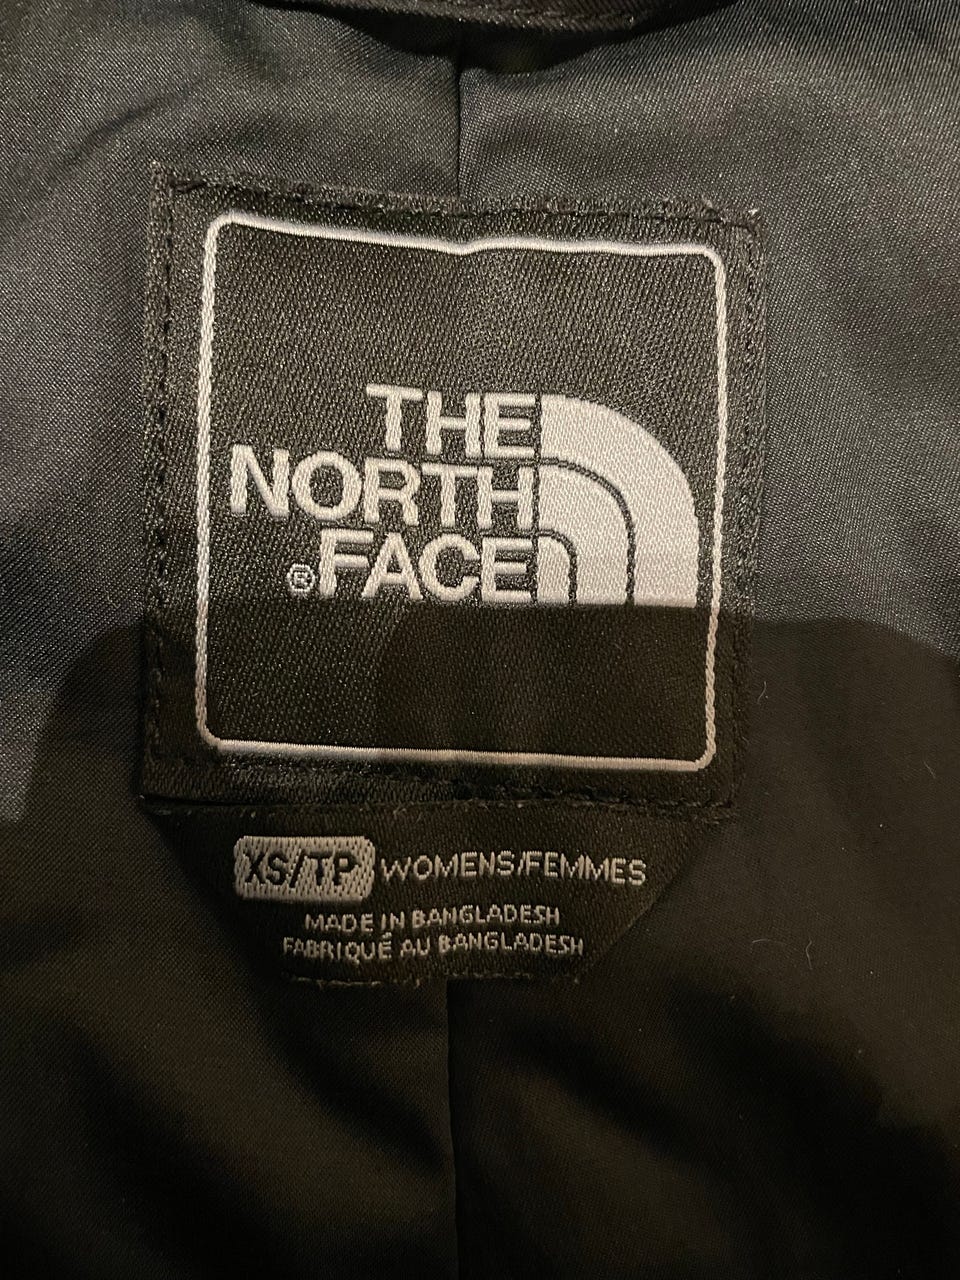 THE
NORTH
®FACE
XS/TP WOMENS/FEMMES
MADE IN BANGLADESH
FABRIQUÉ AU BANGLADESH